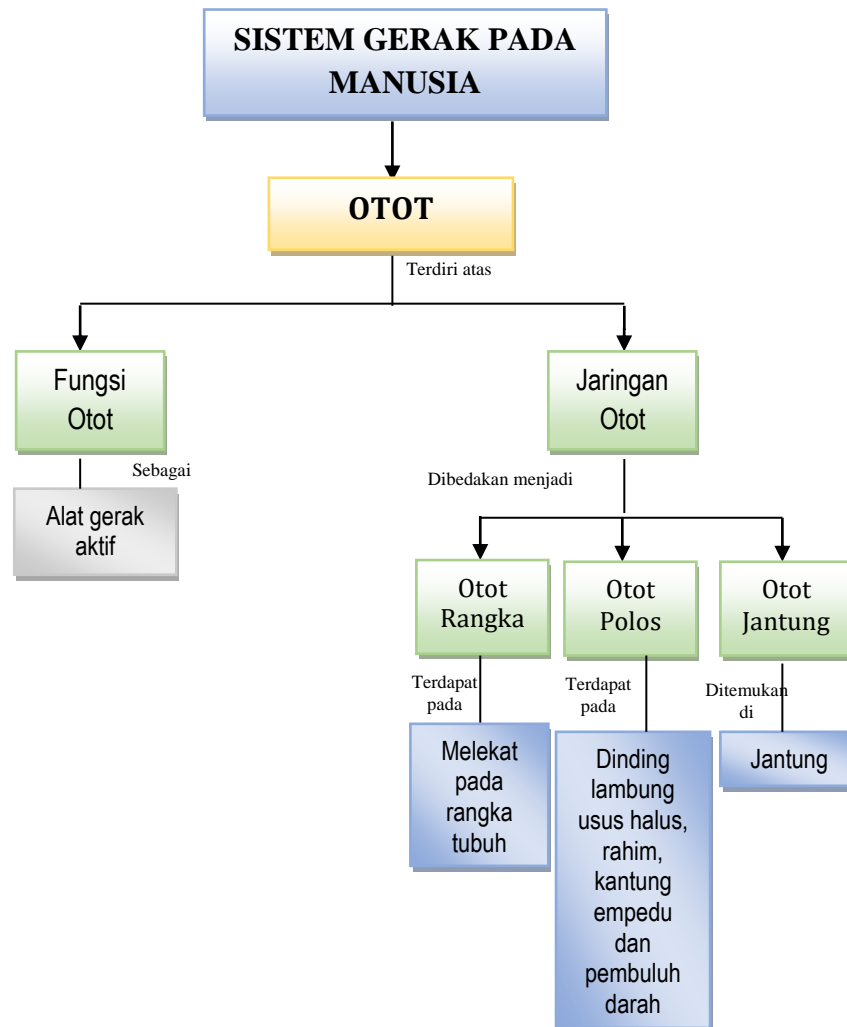 SISTEM GERAK PADA
MANUSIA
OTOT
Terdiri atas
Fungsi
Otot
Sebagai
Alat gerak
aktif
Jaringan
Otot
Dibedakan menjadi
Otot
Rangka
Terdapat
pada
Melekat
pada
rangka
tubuh
Otot
Polos
Terdapat
pada
Dinding
lambung
usus halus,
rahim,
kantung
empedu
dan
pembuluh
darah
Otot
Jantung
Ditemukan
di
Jantung